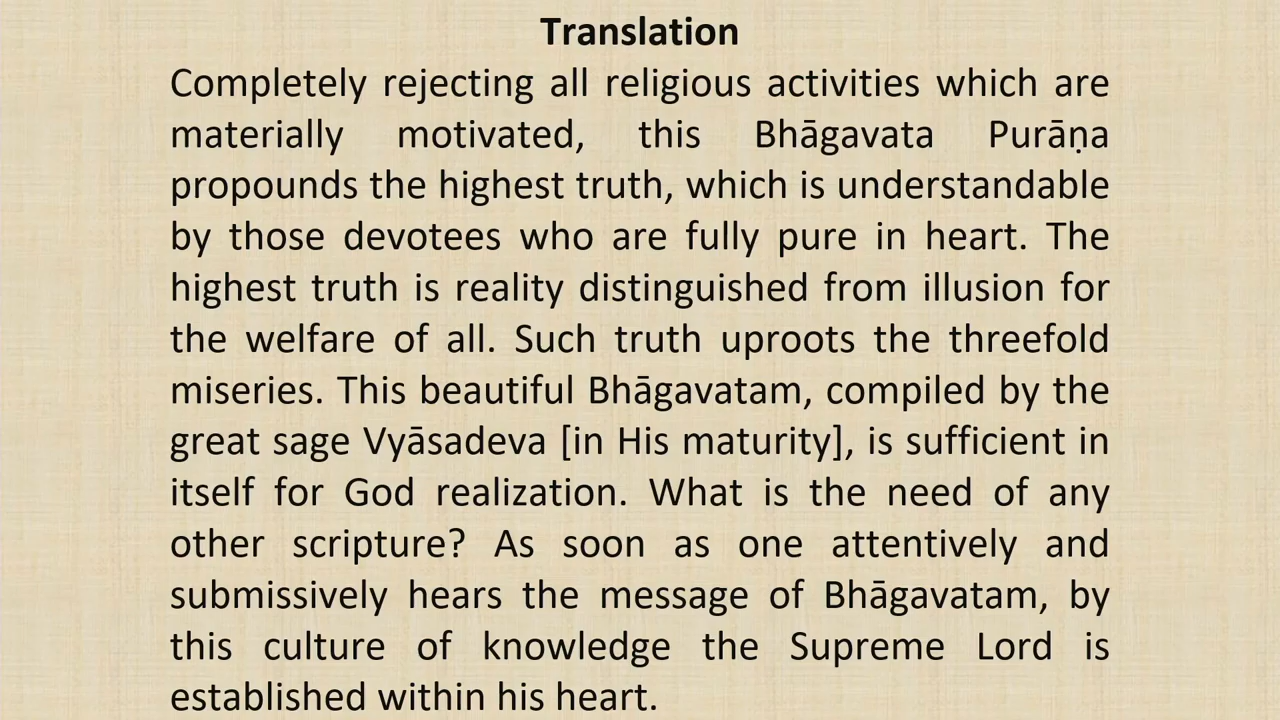 Translation
Completely rejecting all religious activities which are
materially motivated, this Bhāgavata Purāṇa
propounds the highest truth, which is understandable
by those devotees who are fully pure in heart. The
highest truth is reality distinguished from illusion for
the welfare of all. Such truth uproots the threefold
miseries. This beautiful Bhāgavatam, compiled by the
great sage Vyāsadeva [in His maturity], is sufficient in
itself for God realization. What is the need of any
other scripture? As soon as one attentively and
submissively hears the message of Bhāgavatam, by
this culture of knowledge the Supreme Lord is
established within his heart.